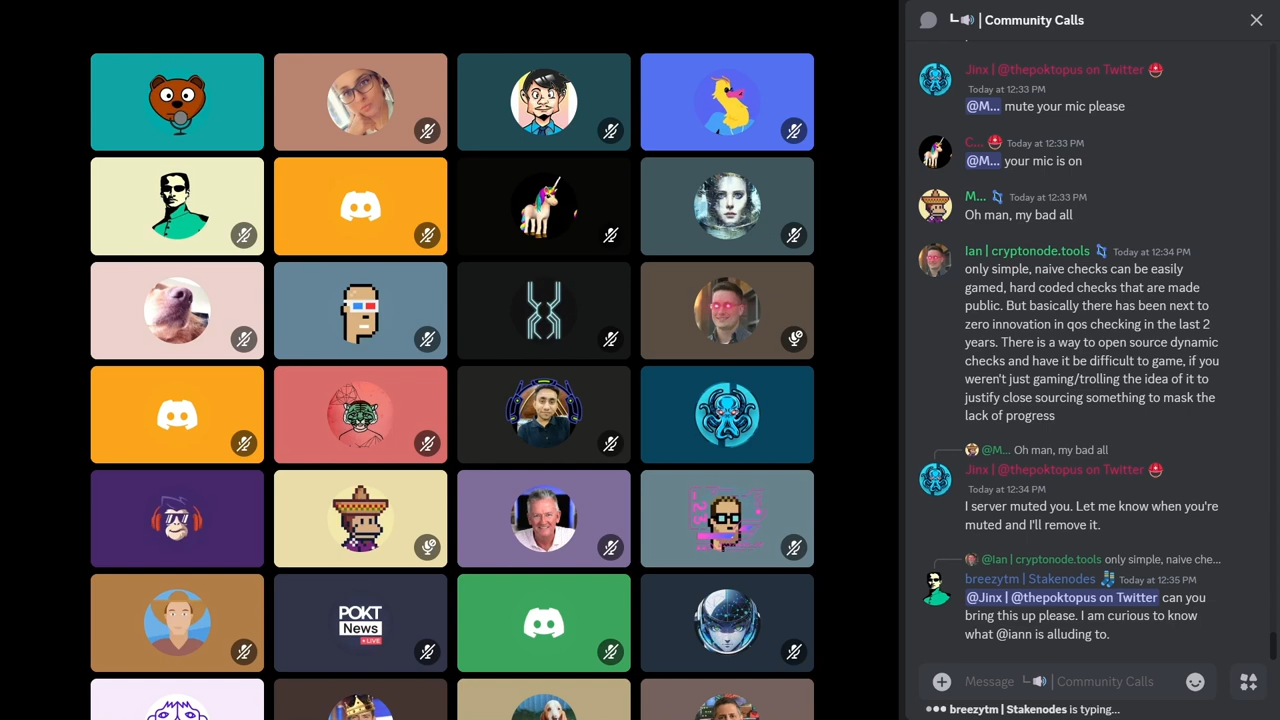 Community Calls
Jinx | @thepoktopus on Twitter
Today at 12:33 PM
@M... mute your mic please
C... Today at 12:33 PM
@M... your mic is on
M... Today at 12:33 PM
Oh man, my bad all
Ian | cryptonode.tools Today at 12:34 PM
only simple, naive checks can be easily
gamed, hard coded checks that are made
public. But basically there has been next to
zero innovation in qos checking in the last 2
years. There is a way to open source dynamic
checks and have it be difficult to game, if you
weren't just gaming/trolling the idea of it to
justify close sourcing something to mask the
lack of progress
@M... Oh man, my bad all
Jinx | @thepoktopus on Twitter
Today at 12:34 PM
I server muted you. Let me know when you're
muted and I'll remove it.
@Ian | cryptonode.tools only simple, naive che...
breezytm | Stakenodes Today at 12:35 PM
@Jinx | @thepoktopus on Twitter can you
bring this up please. I am curious to know
what @iann is alluding to.
Message | Community Calls
breezytm | Stakenodes is typing...
POKT
News
LIVE